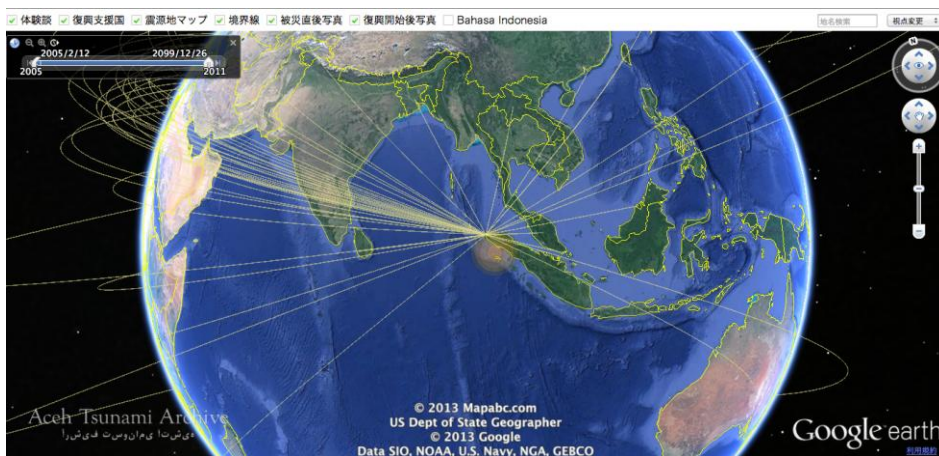 体験談 復興支援国 震源地マップ 境界線 被災直後写真 復興開始後写真 Bahasa Indonesia 地名検索 視点変更
2005/2/12 2099/12/26
2005 2011
Aceh Tsunami Archive
© 2013 Mapabc.com
US Dept of State Geographer
© 2013 Google
Data SIO, NOAA, U.S. Navy, NGA, GEBCO
Google earth
利用規約